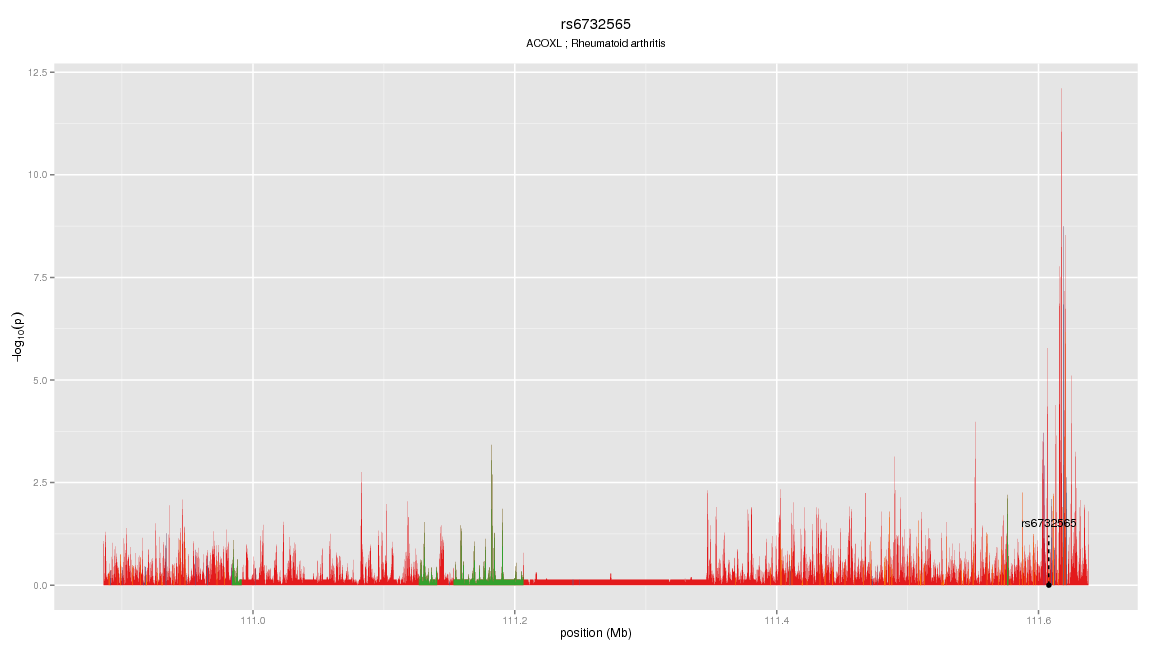 rs6732565
ACOXL ; Rheumatoid arthritis
12.5
10.0
7.5
5.0
2.5
0.0
−log10(p)
rs6732565
111.0
111.2
111.4
111.6
position (Mb)